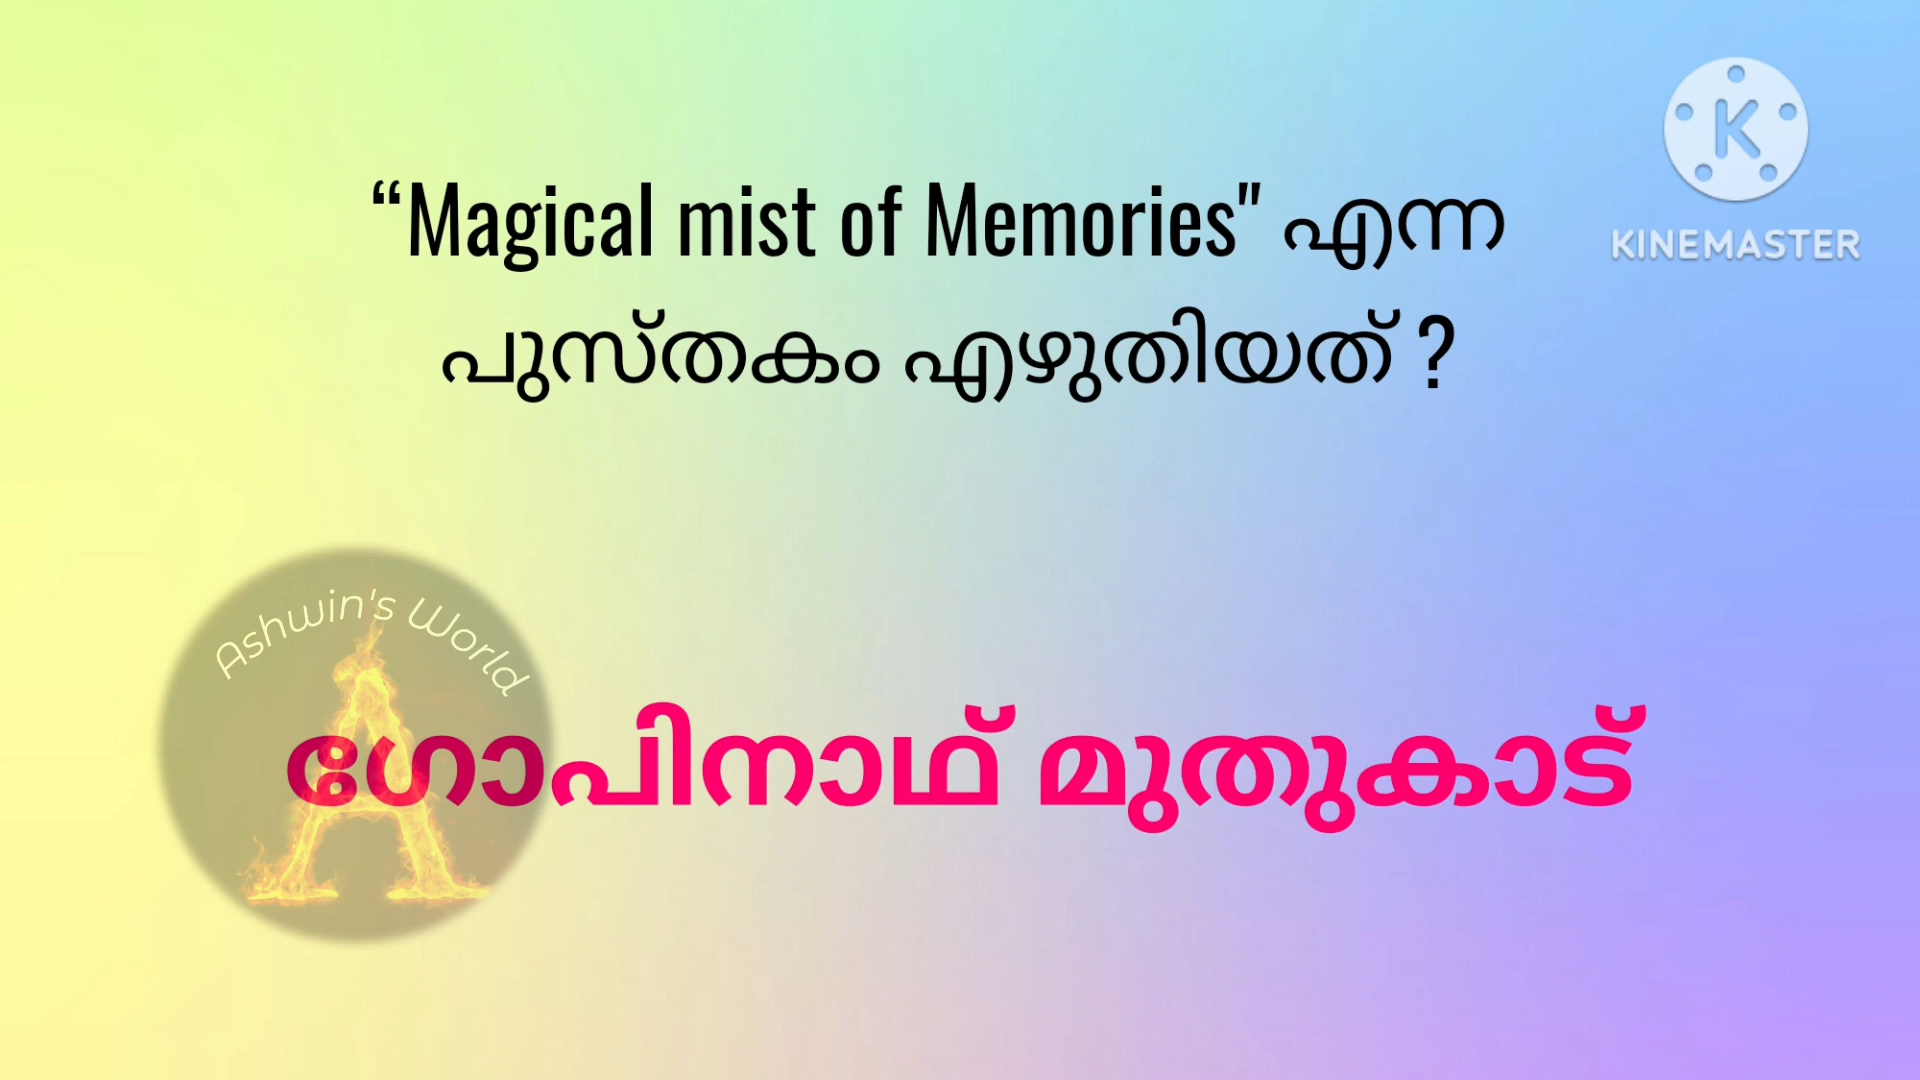 “Magical mist of Memories" എന്ന
പുസ്തകം എഴുതിയത് ?
K
KINEMASTER
Ashwin's World
A
ഗോപിനാഥ് മുതുകാട്